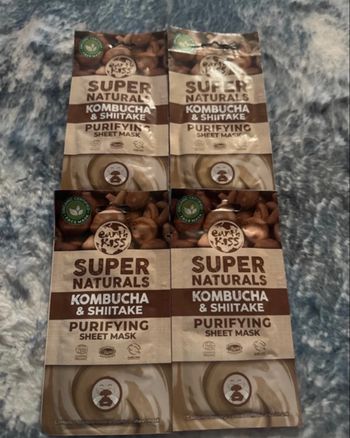 earth
kiss
SUPER
NATURALS
KOMBUCHA
& SHIITAKE
PURIFYING
SHEET MASK
earth
kiss
SUPER
NATURALS
KOMBUCHA
& SHIITAKE
PURIFYING
SHEET MASK
earth
kiss
SUPER
NATURALS
KOMBUCHA
& SHIITAKE
PURIFYING
SHEET MASK
earth
kiss
SUPER
NATURALS
KOMBUCHA
& SHIITAKE
PURIFYING
SHEET MASK